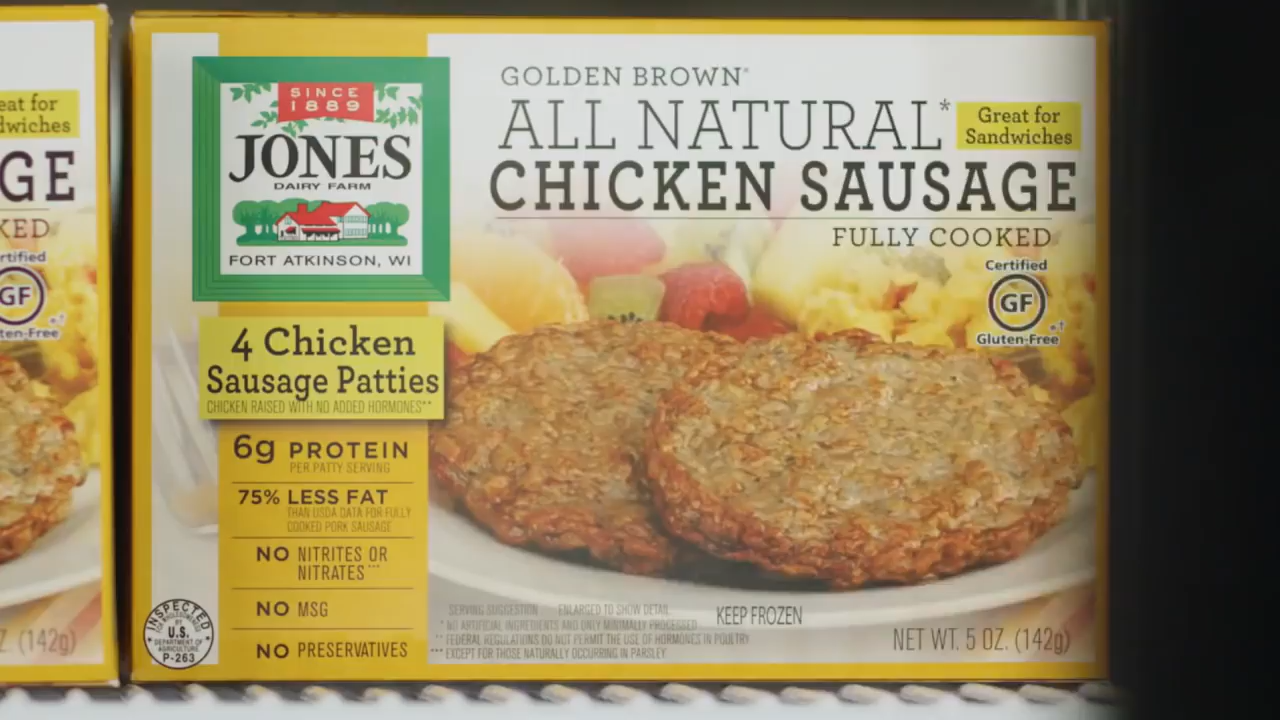 eat for
dwiches
GE
KED
rtified
GF
ten-Free
Z. (142g)
SINCE
1889
JONES
DAIRY FARM
FORT ATKINSON, WI
GOLDEN BROWN
ALL NATURAL*
Great for
Sandwiches
CHICKEN SAUSAGE
FULLY COOKED
Certified
GF
Gluten-Free*†
4 Chicken
Sausage Patties
CHICKEN RAISED WITH NO ADDED HORMONES**
6g PROTEIN
PER PATTY SERVING
75% LESS FAT
THAN USDA DATA FOR FULLY
COOKED PORK SAUSAGE
NO NITRITES OR
NITRATES***
NO MSG
NO PRESERVATIVES
INSPECTED
U.S.
DEPARTMENT OF
AGRICULTURE
P-263
SERVING SUGGESTION ENLARGED TO SHOW DETAIL.
* NO ARTIFICIAL INGREDIENTS AND ONLY MINIMALLY PROCESSED
** FEDERAL REGULATIONS DO NOT PERMIT THE USE OF HORMONES IN POULTRY
*** EXCEPT FOR THOSE NATURALLY OCCURRING IN PARSLEY.
KEEP FROZEN
NET WT. 5 OZ. (142g)